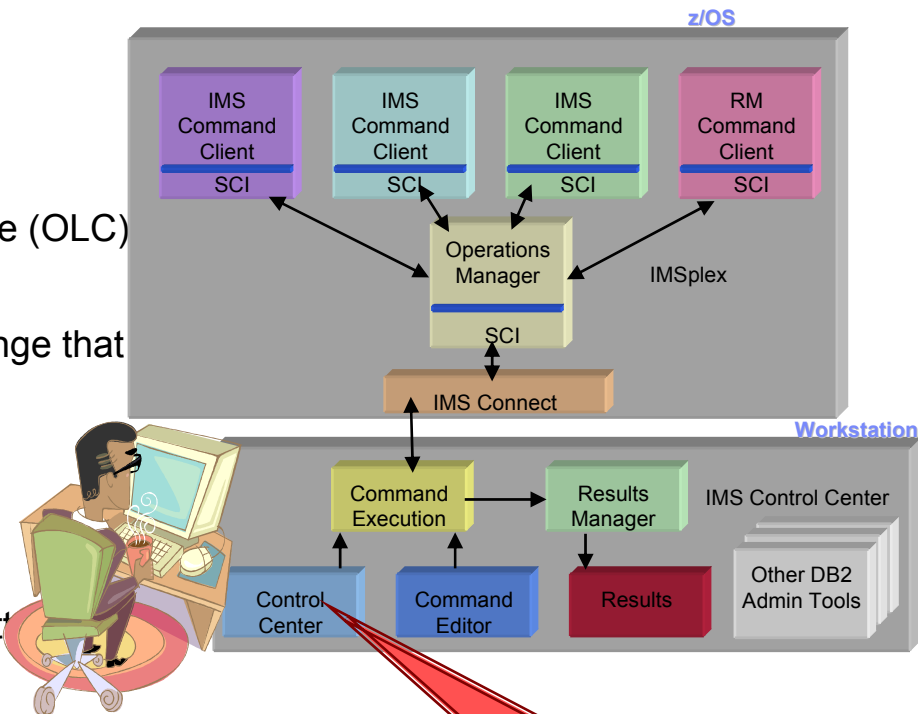 z/OS
IMS
Command
Client
SCI
IMS
Command
Client
SCI
IMS
Command
Client
SCI
RM
Command
Client
SCI
e (OLC)
Operations
Manager
SCI
IMSplex
nge that
IMS Connect
Workstation
Command
Execution
Results
Manager
IMS Control Center
Control
Center
Command
Editor
Results
Other DB2
Admin Tools